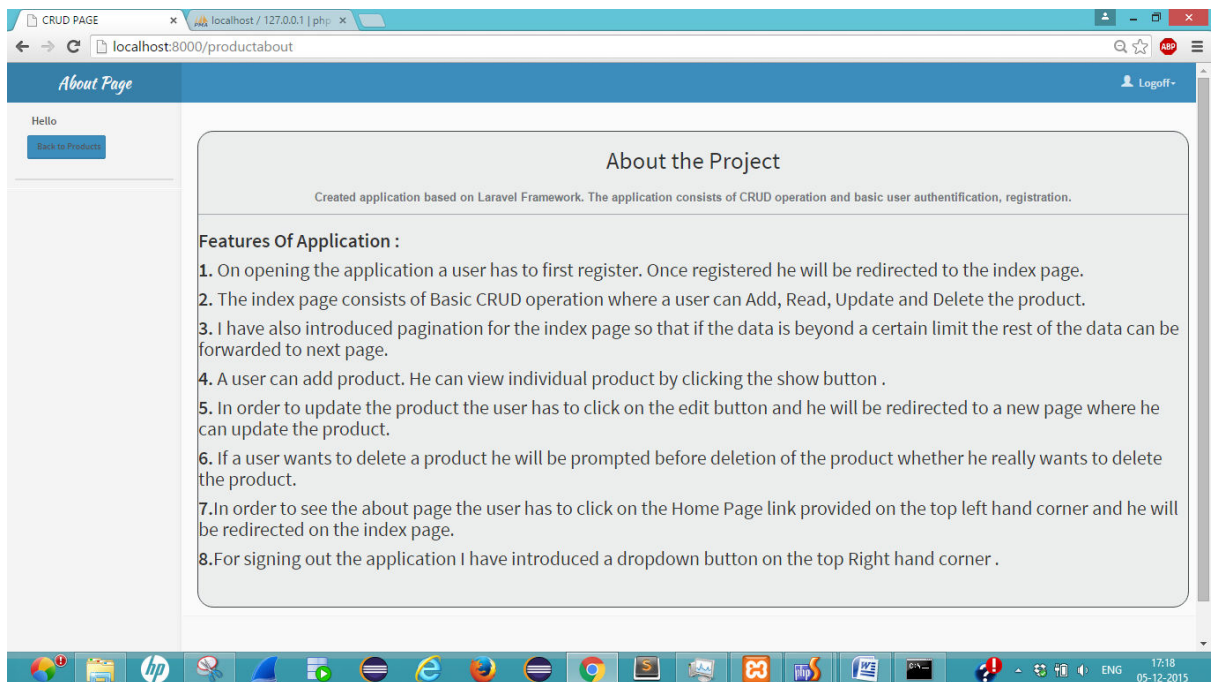 CRUD PAGE
localhost / 127.0.0.1 | php
localhost:8000/productabout
ABP
About Page
Logoff
Hello
Back to Products
About the Project
Created application based on Laravel Framework. The application consists of CRUD operation and basic user authentification, registration.
Features Of Application :
1. On opening the application a user has to first register. Once registered he will be redirected to the index page.
2. The index page consists of Basic CRUD operation where a user can Add, Read, Update and Delete the product.
3. I have also introduced pagination for the index page so that if the data is beyond a certain limit the rest of the data can be
forwarded to next page.
4. A user can add product. He can view individual product by clicking the show button .
5. In order to update the product the user has to click on the edit button and he will be redirected to a new page where he
can update the product.
6. If a user wants to delete a product he will be prompted before deletion of the product whether he really wants to delete
the product.
7.In order to see the about page the user has to click on the Home Page link provided on the top left hand corner and he will
be redirected on the index page.
8.For signing out the application I have introduced a dropdown button on the top Right hand corner .
hp
php
ENG
17:18
05-12-2015